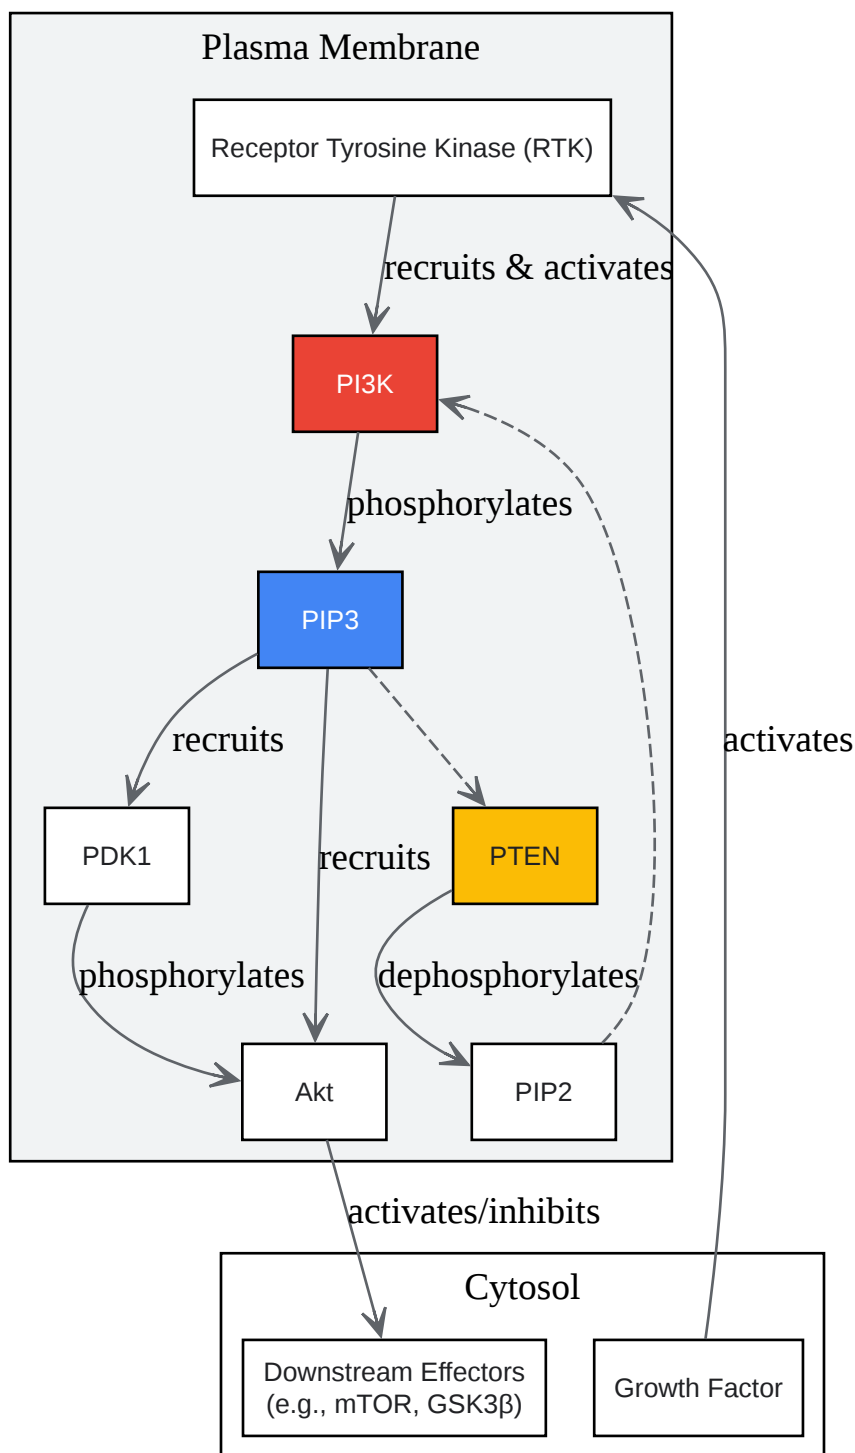 Plasma Membrane
Receptor Tyrosine Kinase (RTK)
recruits & activates
PI3K
phosphorylates
PIP3
recruits
activates
PDK1
recruits
PTEN
phosphorylates
dephosphorylates
Akt
PIP2
activates/inhibits
Cytosol
Downstream Effectors
(e.g., mTOR, GSK3β)
Growth Factor